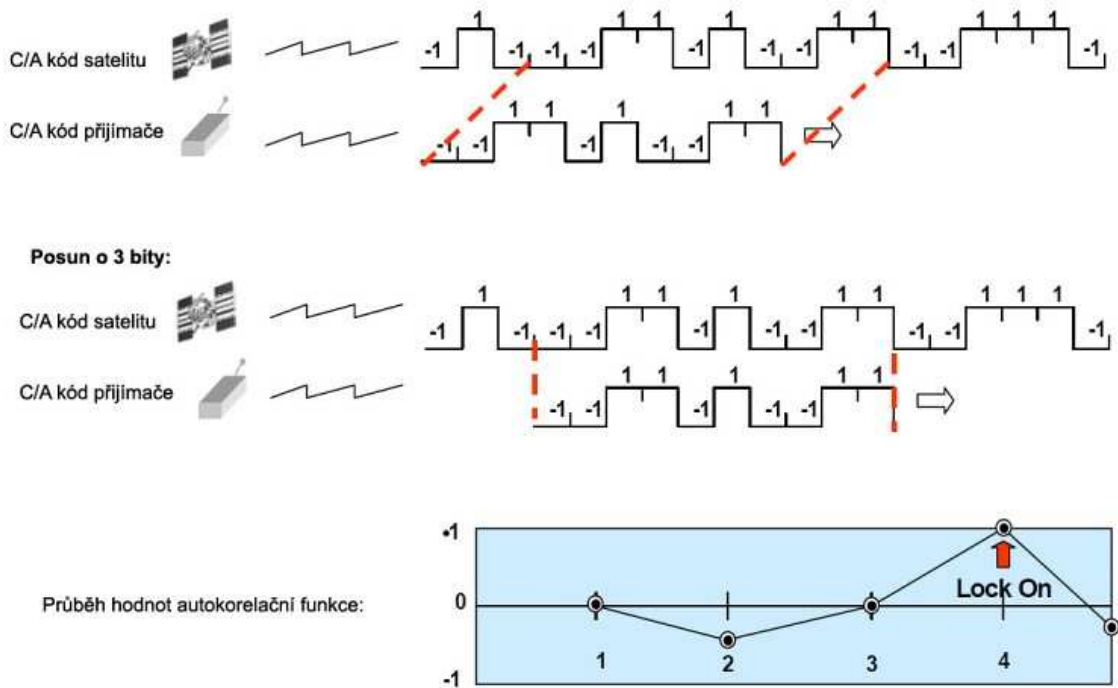 1 1 1 1 1 1 1 1 1
C/A kód satelitu -1 -1 -1 -1 -1 -1 -1 -1 -1 -1
1 1 1 1 1
C/A kód přijímače -1 -1 -1 -1 -1
Posun o 3 bity:
1 1 1 1 1 1 1 1 1
C/A kód satelitu -1 -1 -1 -1 -1 -1 -1 -1 -1 -1
1 1 1 1 1
C/A kód přijímače -1 -1 -1 -1 -1
•1
Lock On
Průběh hodnot autokorelační funkce: 0
1 2 3 4
-1